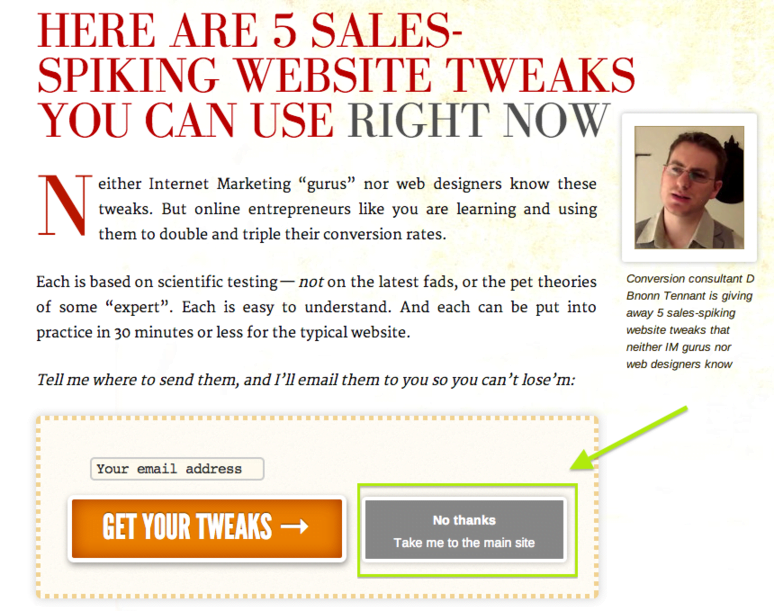 HERE ARE 5 SALES-
SPIKING WEBSITE TWEAKS
YOU CAN USE RIGHT NOW
Neither Internet Marketing “gurus” nor web designers know these
tweaks. But online entrepreneurs like you are learning and using
them to double and triple their conversion rates.
Each is based on scientific testing — not on the latest fads, or the pet theories
of some “expert”. Each is easy to understand. And each can be put into
practice in 30 minutes or less for the typical website.
Tell me where to send them, and I’ll email them to you so you can’t lose’m:
Conversion consultant D
Bnonn Tennant is giving
away 5 sales-spiking
website tweaks that
neither IM gurus nor
web designers know
Your email address
GET YOUR TWEAKS →
No thanks
Take me to the main site